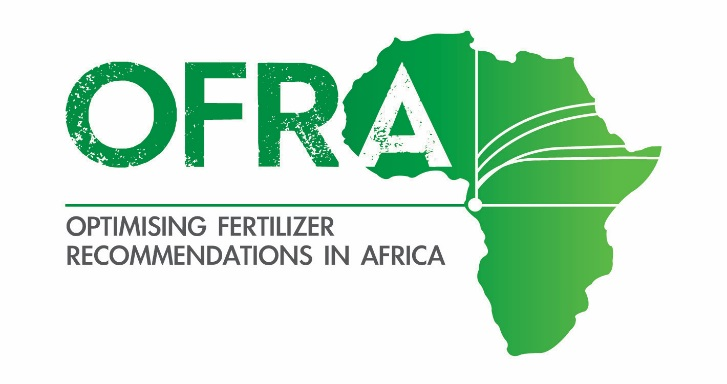 OFRA
OPTIMISING FERTILIZER
RECOMMENDATIONS IN AFRICA